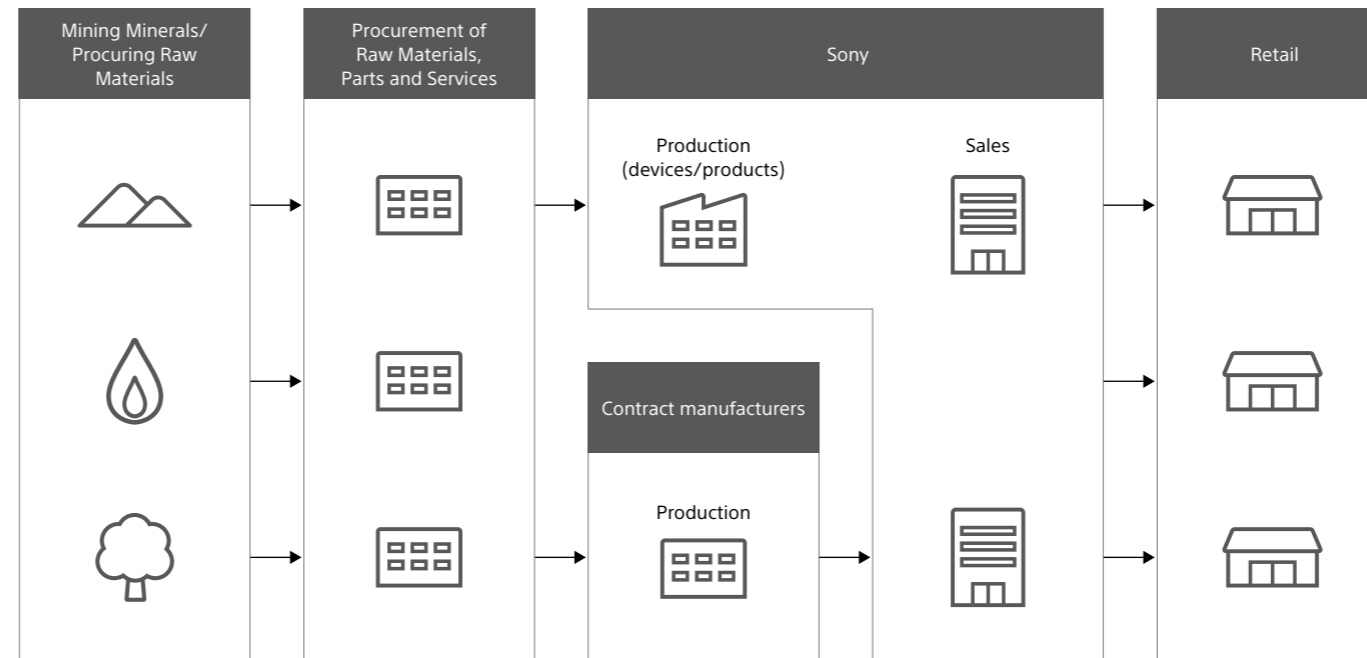 Mining Minerals/
Procuring Raw
Materials
Procurement of
Raw Materials,
Parts and Services
Sony
Retail
Production
(devices/products)
Sales
Contract manufacturers
Production